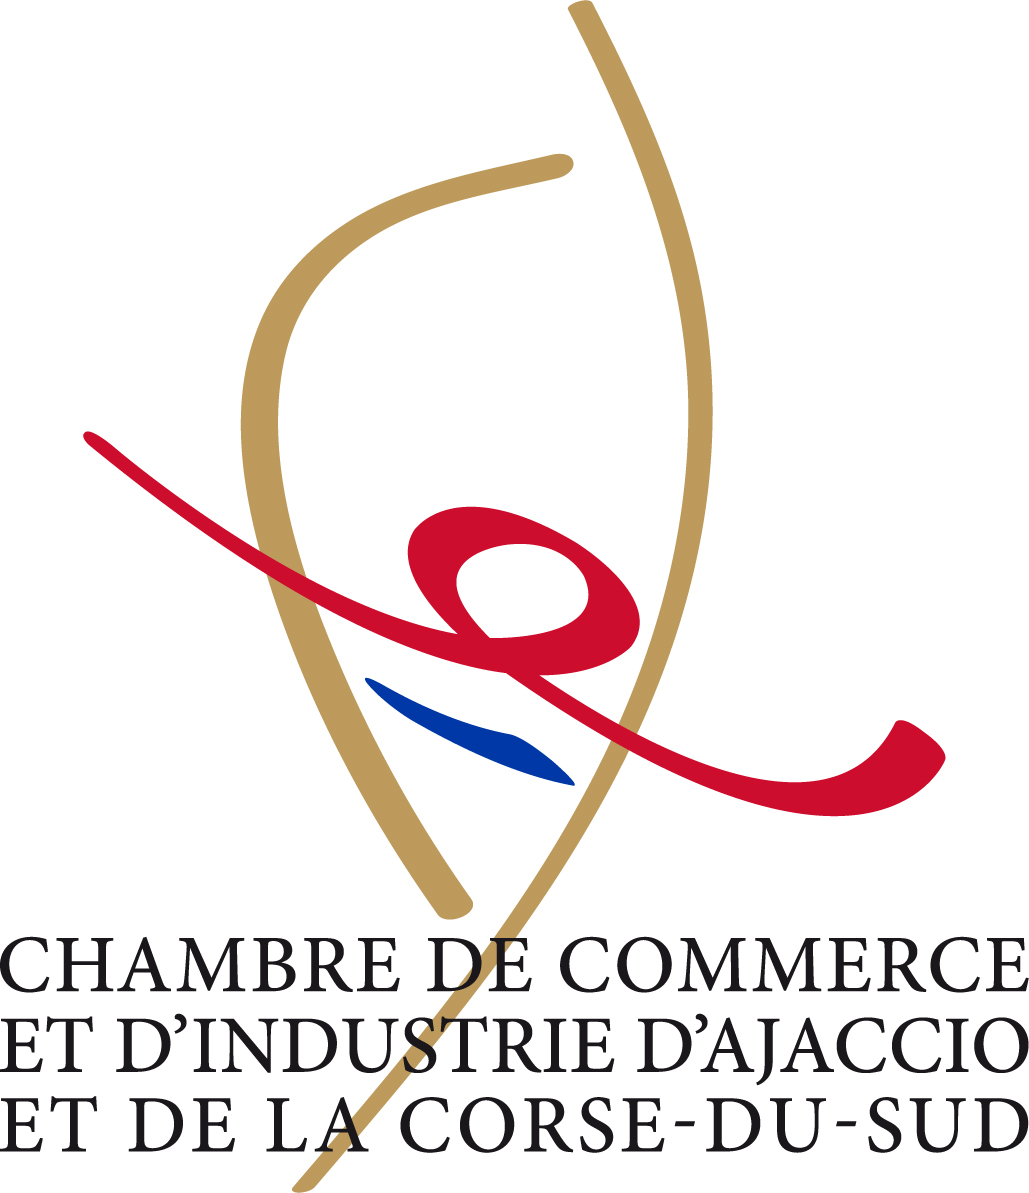 CHAMBRE DE COMMERCE
ET D’INDUSTRIE D’AJACCIO
ET DE LA CORSE-DU-SUD